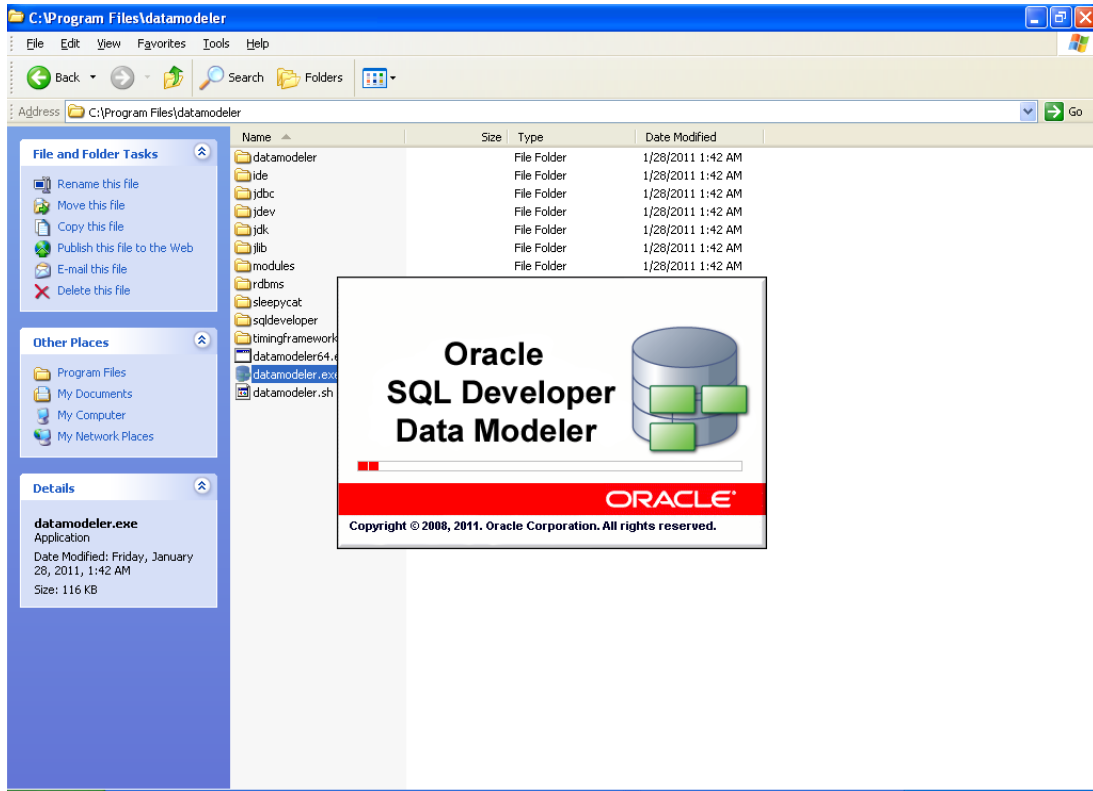 C:\Program Files\datamodeler
File Edit View Favorites Tools Help
Back Search Folders
Address C:\Program Files\datamodeler Go
Name Size Type Date Modified
File and Folder Tasks
Rename this file
Move this file
Copy this file
Publish this file to the Web
E-mail this file
Delete this file
Other Places
Program Files
My Documents
My Computer
My Network Places
Details
datamodeler.exe
Application
Date Modified: Friday, January
28, 2011, 1:42 AM
Size: 116 KB
datamodeler File Folder 1/28/2011 1:42 AM
ide File Folder 1/28/2011 1:42 AM
jdbc File Folder 1/28/2011 1:42 AM
jdev File Folder 1/28/2011 1:42 AM
jdk File Folder 1/28/2011 1:42 AM
jlib File Folder 1/28/2011 1:42 AM
modules File Folder 1/28/2011 1:42 AM
rdbms
sleepycat
sqldeveloper
timingframework
datamodeler64.e
datamodeler.exe
datamodeler.sh
Oracle
SQL Developer
Data Modeler
ORACLE
Copyright © 2008, 2011. Oracle Corporation. All rights reserved.